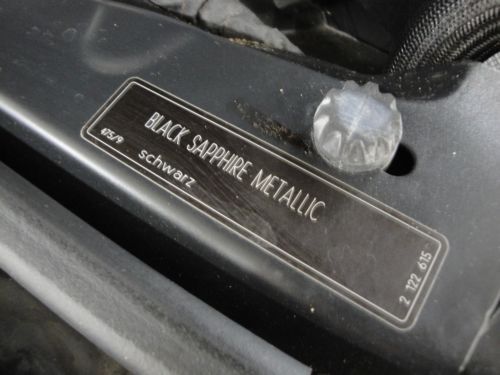 BLACK SAPPHIRE METALLIC
475/9 schwarz
2 122 615